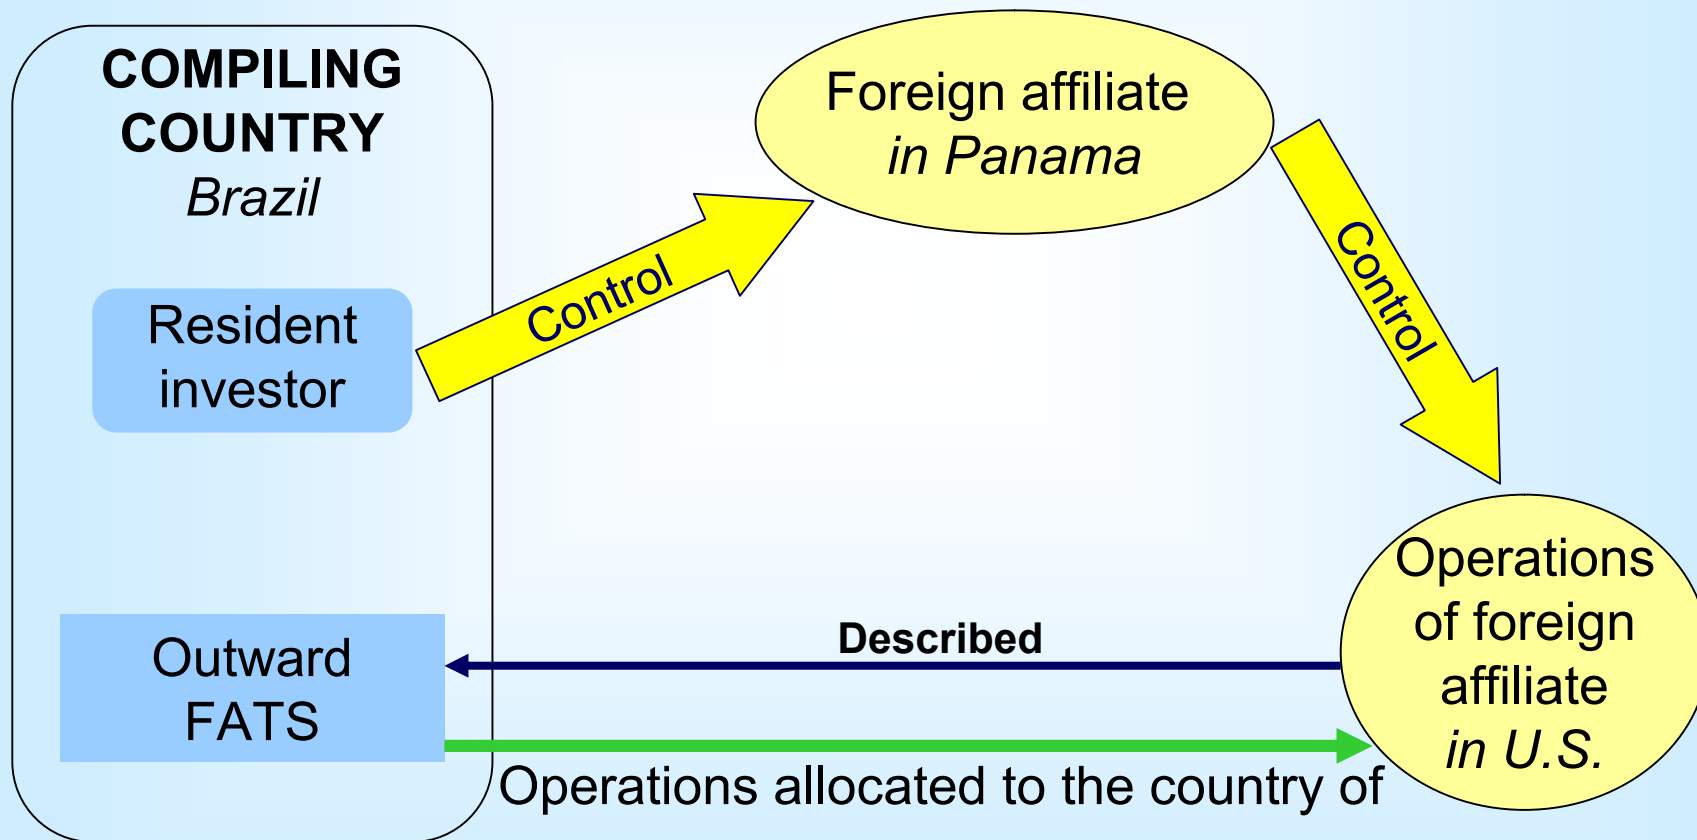 COMPILING
COUNTRY
Brazil
Resident
investor
Control
Foreign affiliate
in Panama
Control
Operations
of foreign
affiliate
in U.S.
Described
Outward
FATS
Operations allocated to the country of